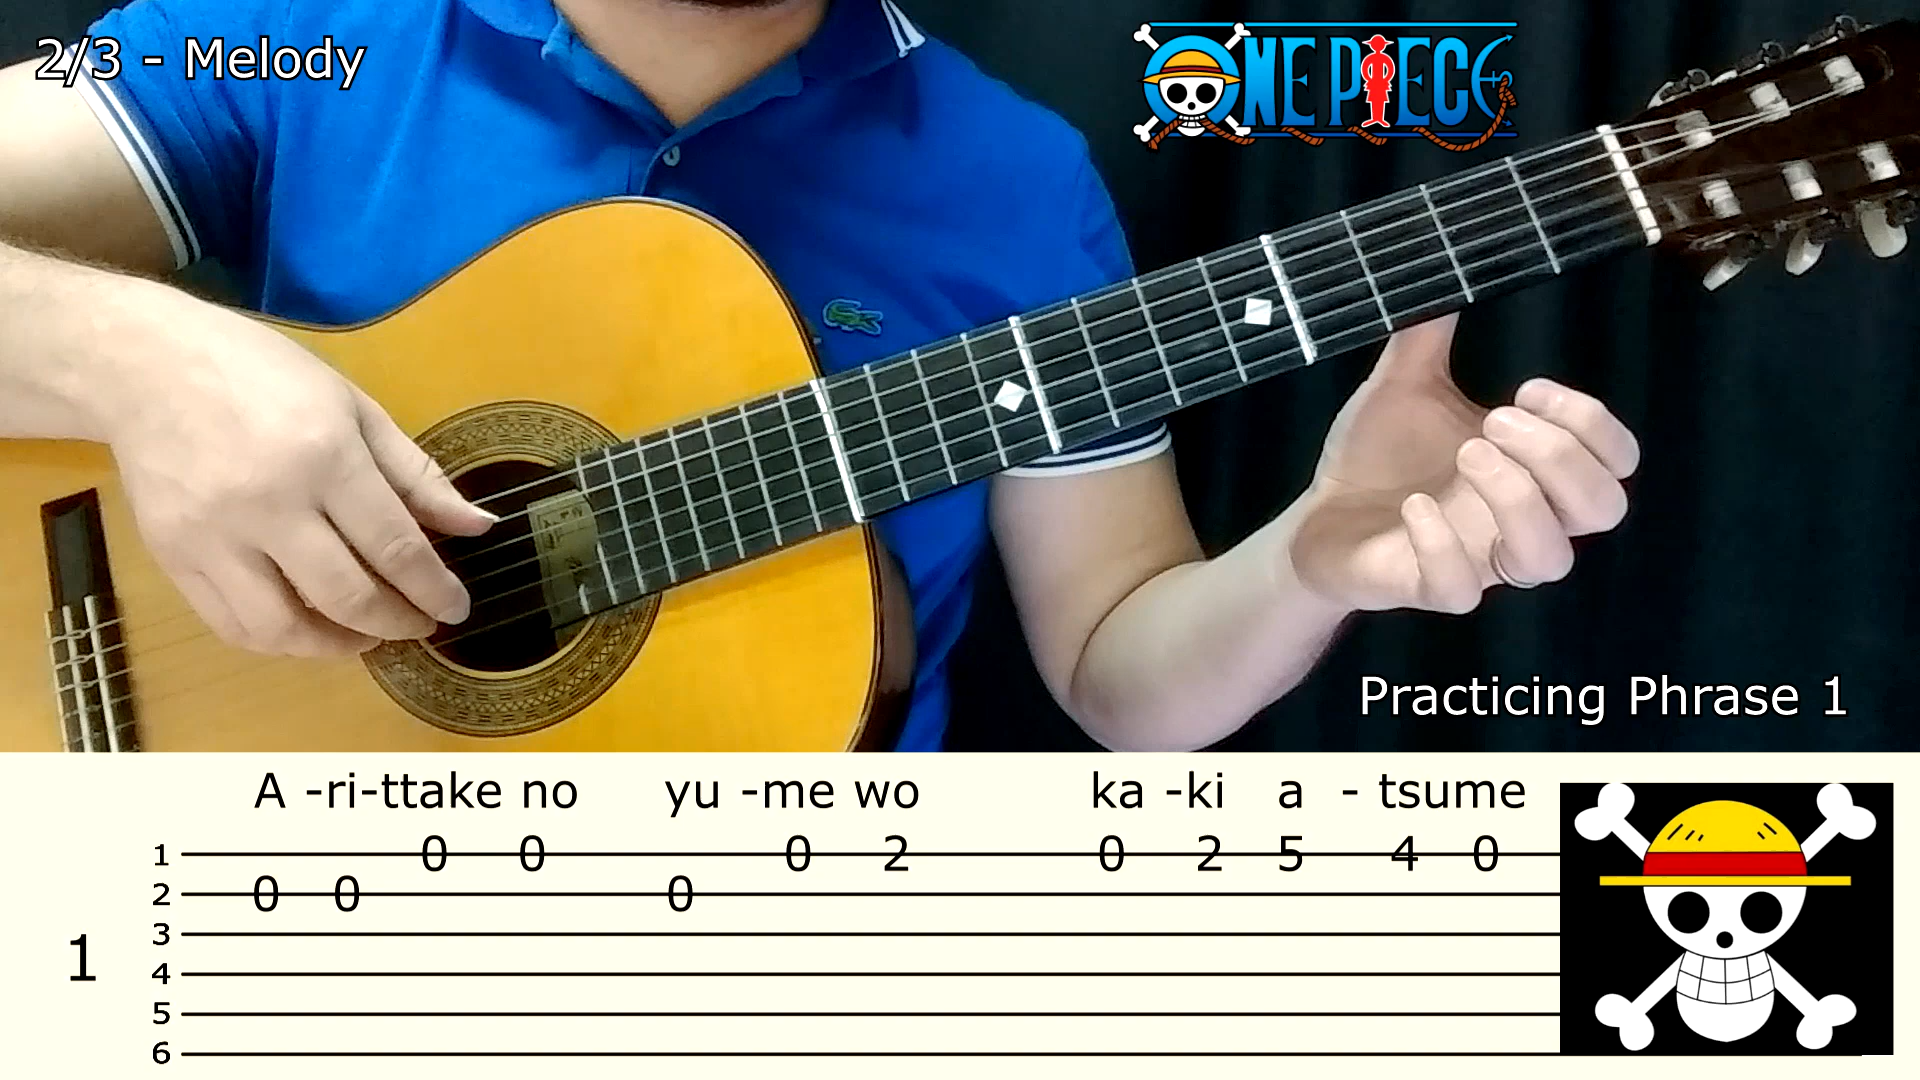 2/3 - Melody
ONE PIECE
Practicing Phrase 1
A -ri-ttake no yu -me wo ka -ki a - tsume
1 0 0 0 2 0 2 5 4 0
2 0 0 0
3
1
4
5
6